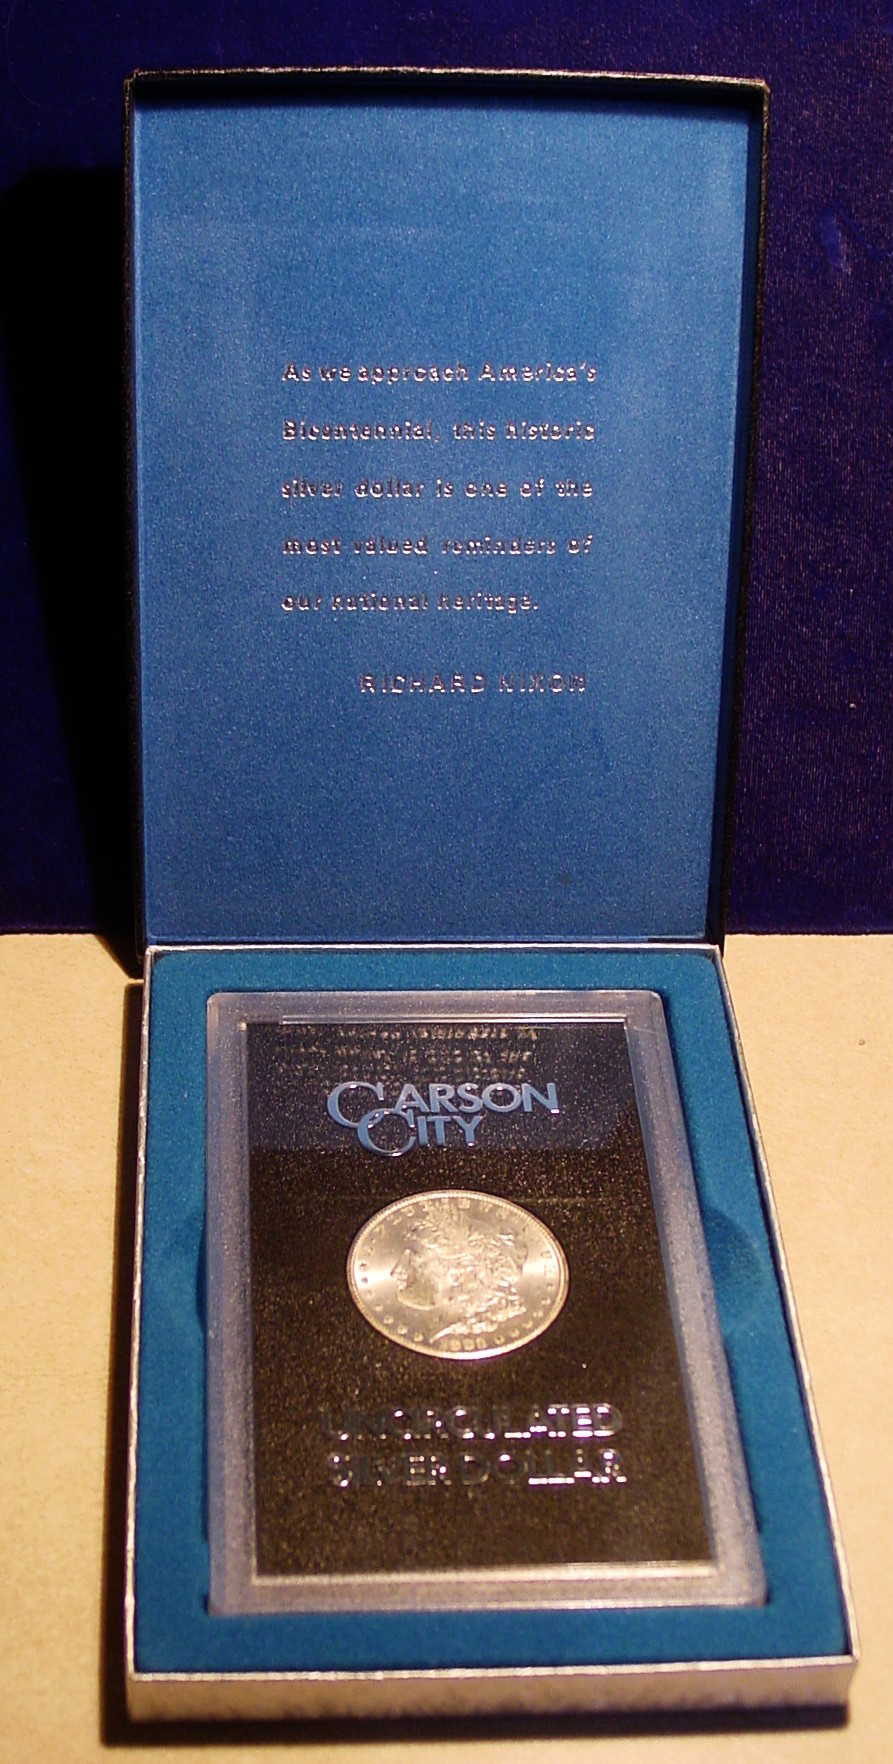 As we approach America's
Bicentennial, this historic
silver dollar is one of the
most valued reminders of
our national heritage.
RICHARD NIXON
CARSON
CITY
UNCIRCULATED
SILVER DOLLAR